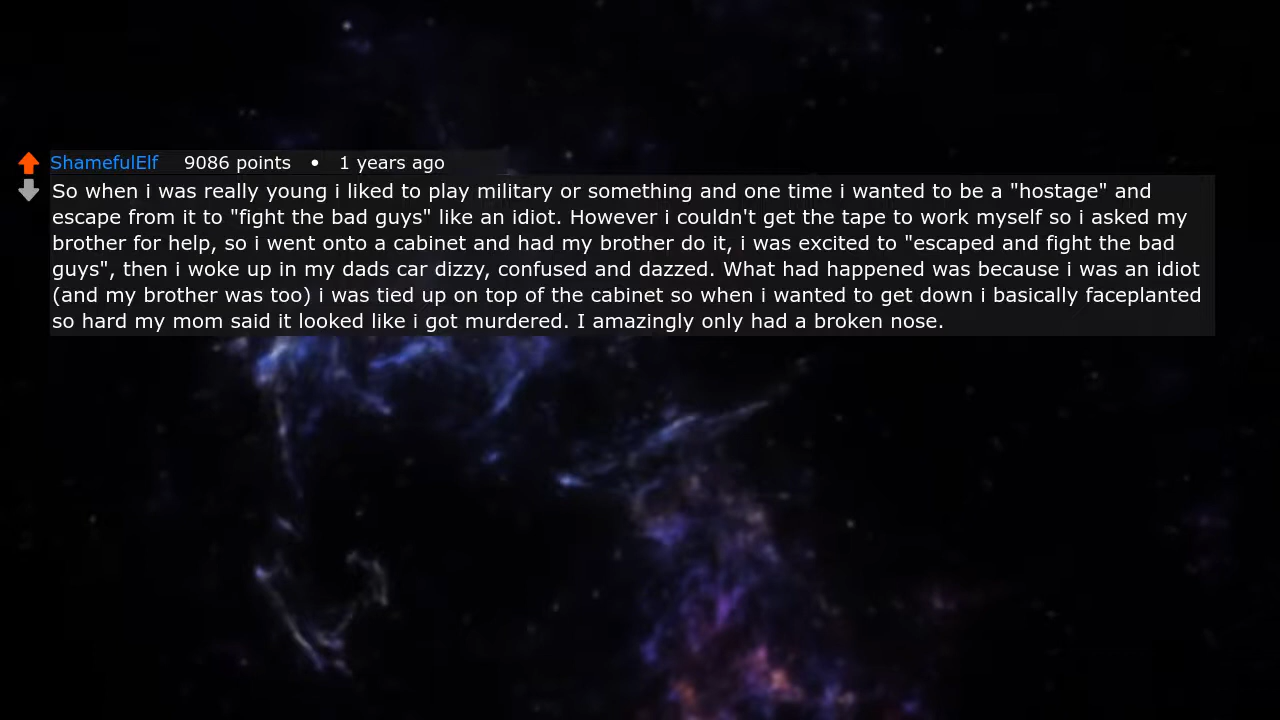 ShamefulElf 9086 points • 1 years ago
So when i was really young i liked to play military or something and one time i wanted to be a "hostage" and
escape from it to "fight the bad guys" like an idiot. However i couldn't get the tape to work myself so i asked my
brother for help, so i went onto a cabinet and had my brother do it, i was excited to "escaped and fight the bad
guys", then i woke up in my dads car dizzy, confused and dazzed. What had happened was because i was an idiot
(and my brother was too) i was tied up on top of the cabinet so when i wanted to get down i basically faceplanted
so hard my mom said it looked like i got murdered. I amazingly only had a broken nose.